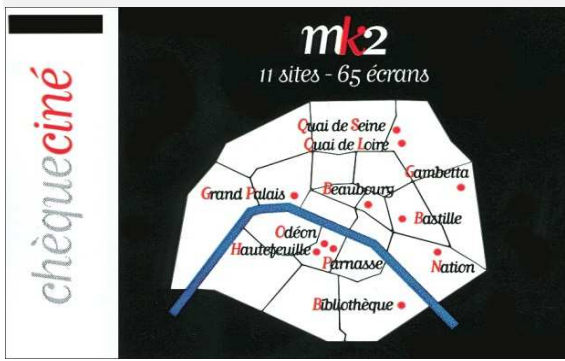 chèqueciné
mk2
11 sites - 65 écrans
Quai de Seine
Quai de Loire
Gambetta
Grand Palais
Beaubourg
Bastille
Odéon
Hautefeuille
Parnasse
Nation
Bibliothèque